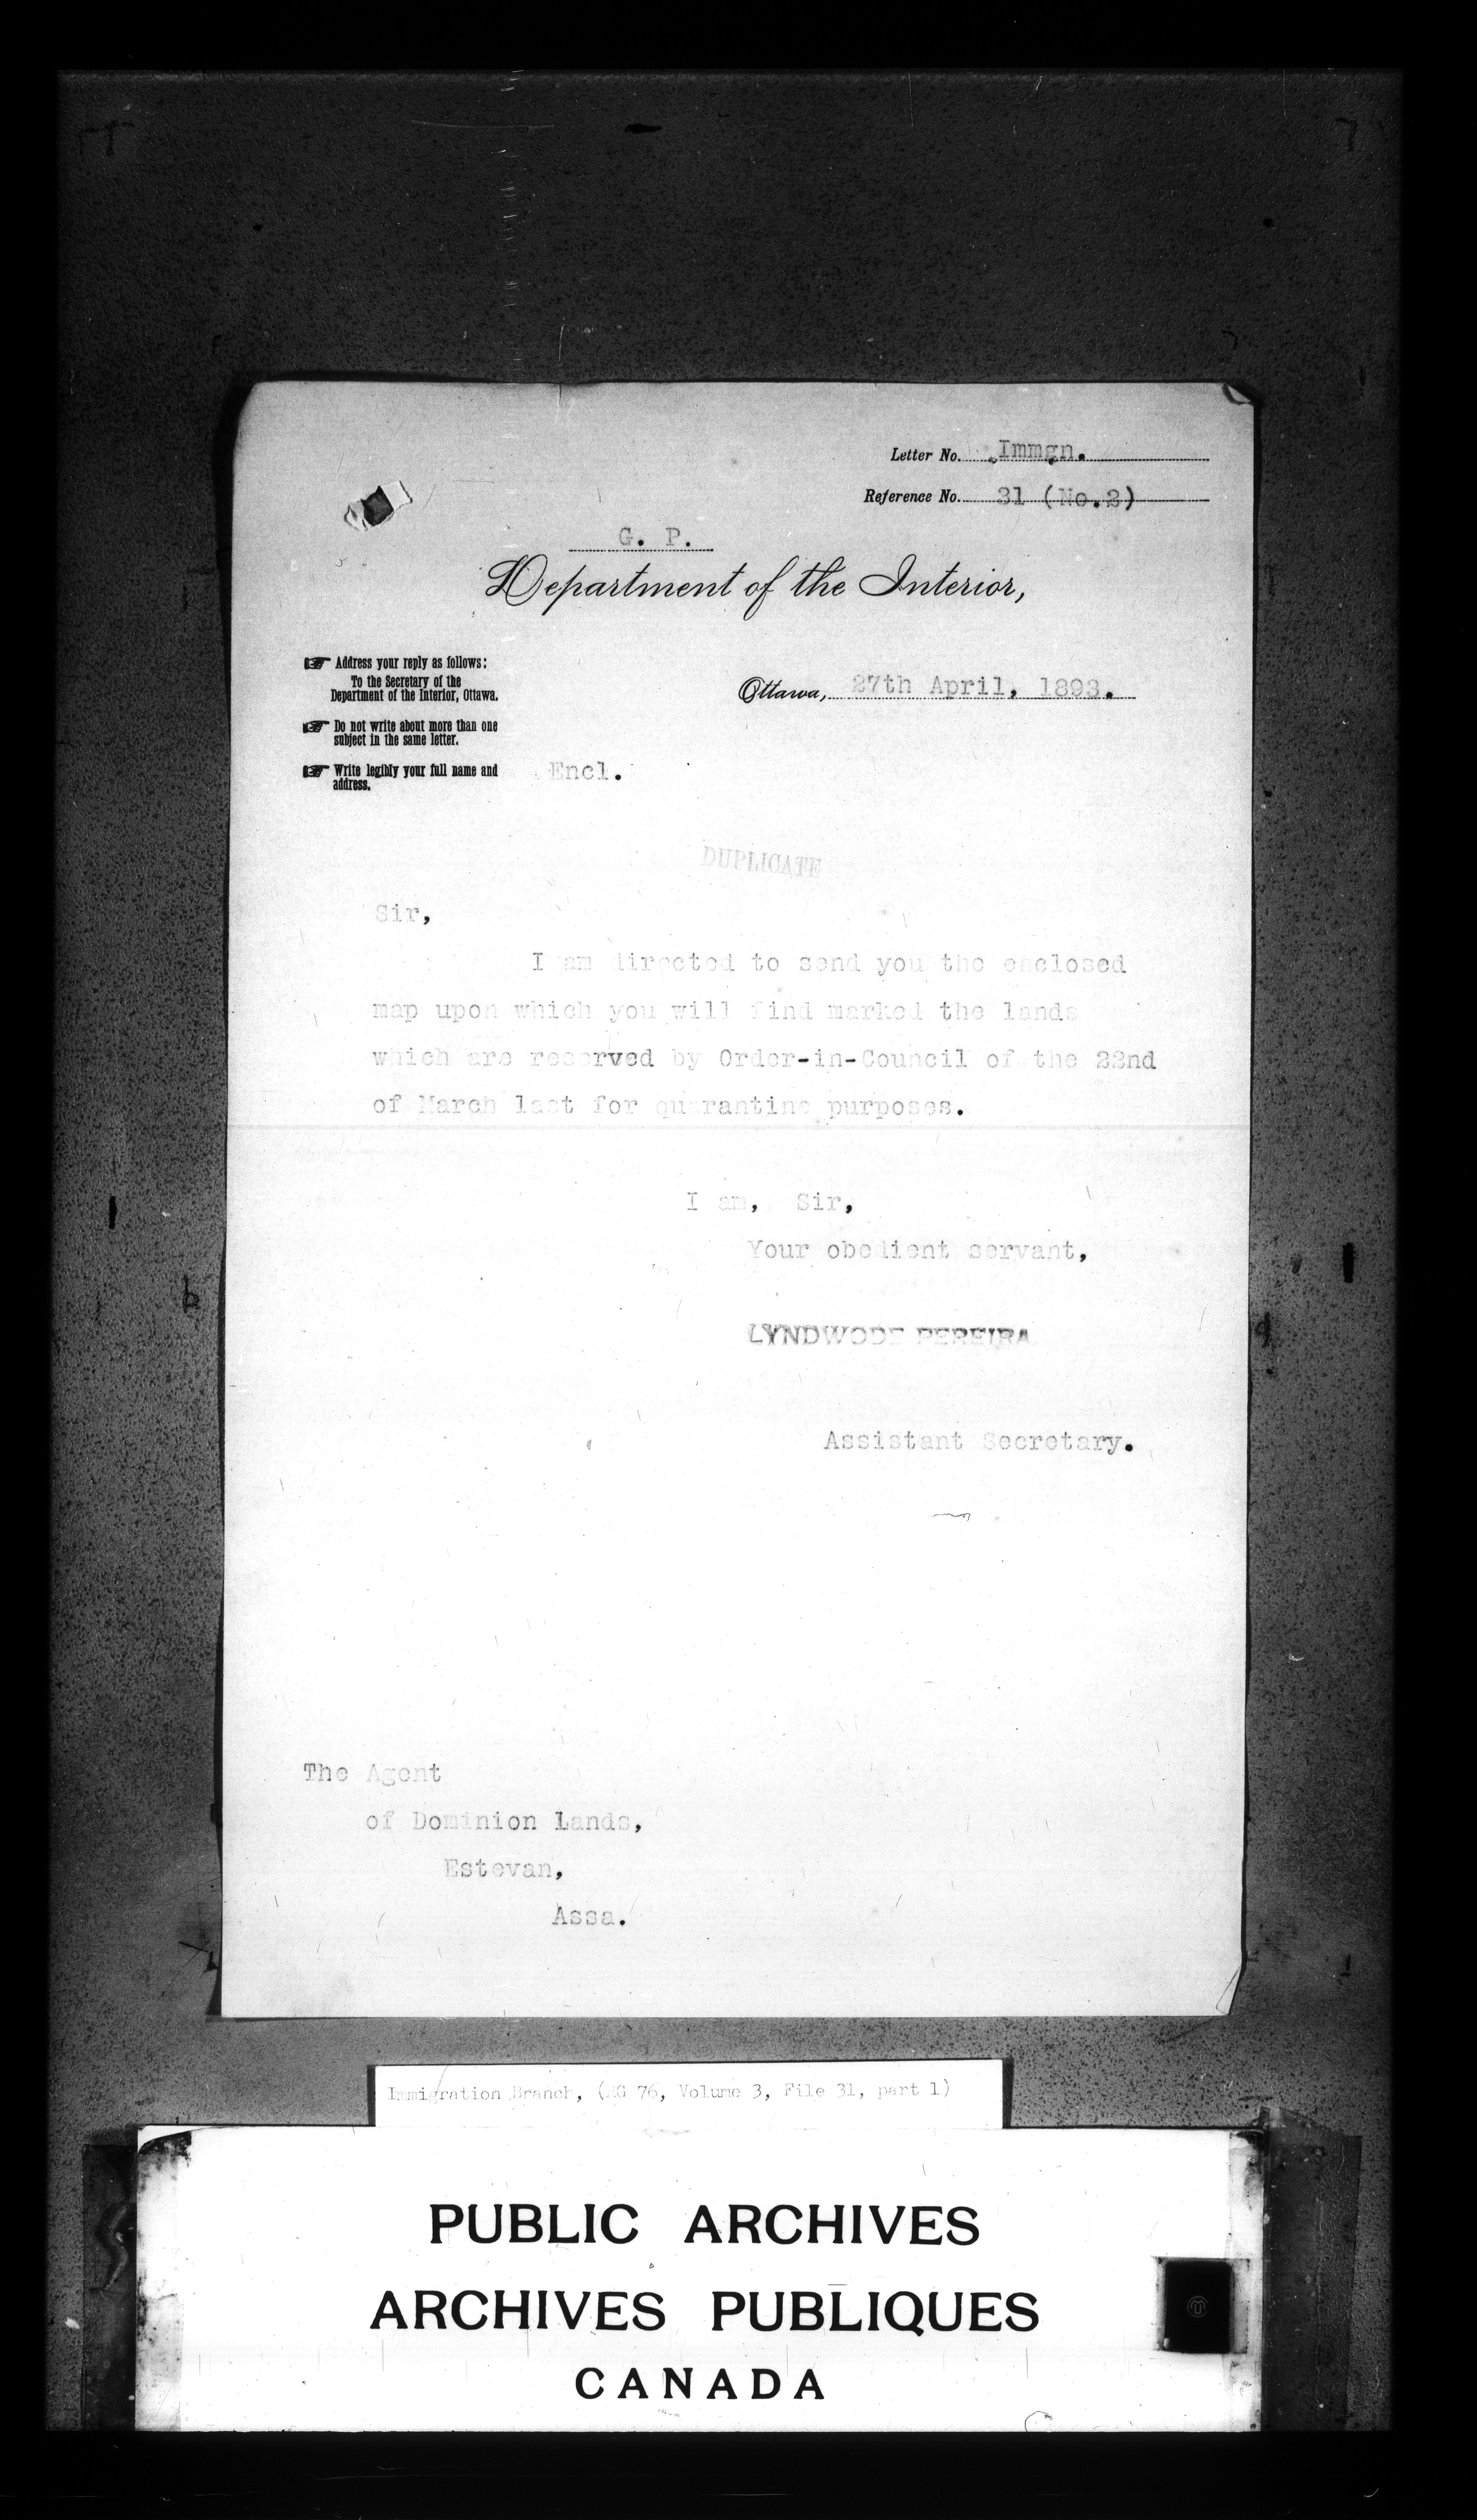 Letter No. Immgn.
Reference No. 31 (No.2)
G. P.
Department of the Interior,
Address your reply as follows:
To the Secretary of the
Department of the Interior, Ottawa.
Do not write about more than one
subject in the same letter.
Write legibly your full name and
address.
Ottawa, 27th April, 1893.
Encl.
DUPLICATE
Sir,
I am directed to send you the enclosed
map upon which you will find marked the lands
which are reserved by Order-in-Council of the 22nd
of March last for quarantine purposes.
I am, Sir,
Your obedient servant,
LYNDWODE PEREIRA
Assistant Secretary.
The Agent
of Dominion Lands,
Estevan,
Assa.
Immigration Branch, (RG 76, Volume 3, File 31, part 1)
PUBLIC ARCHIVES
ARCHIVES PUBLIQUES
CANADA